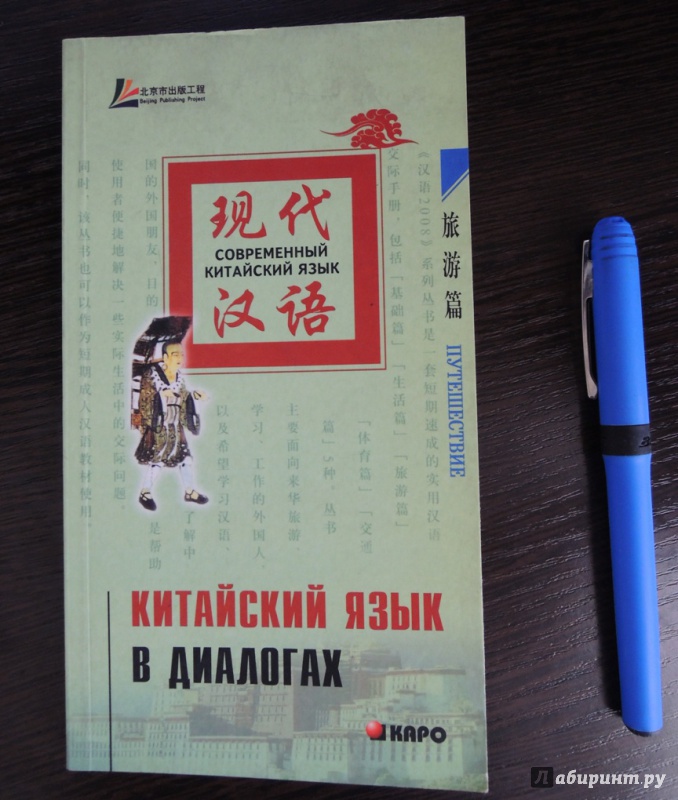 北京市出版工程
Beijing Publishing Project
现代
СОВРЕМЕННЫЙ
КИТАЙСКИЙ ЯЗЫК
汉语
旅游篇 ПУТЕШЕСТВИЕ
《汉语2008》系列丛书是一套短期速成的实用汉语
交际手册，包括「基础篇」「生活篇」「旅游篇」
「体育篇」「交通
篇」5种。丛书
主要面向来华旅游、
学习、工作的外国人、
以及希望学习汉语、
了解中
国的外国朋友，目的
是帮助
使用者便捷地解决一些实际生活中的交际问题。
同时，该丛书也可以作为短期成人汉语教材使用。
КИТАЙСКИЙ ЯЗЫК
В ДИАЛОГАХ
КАРО
Лабиринт.ру